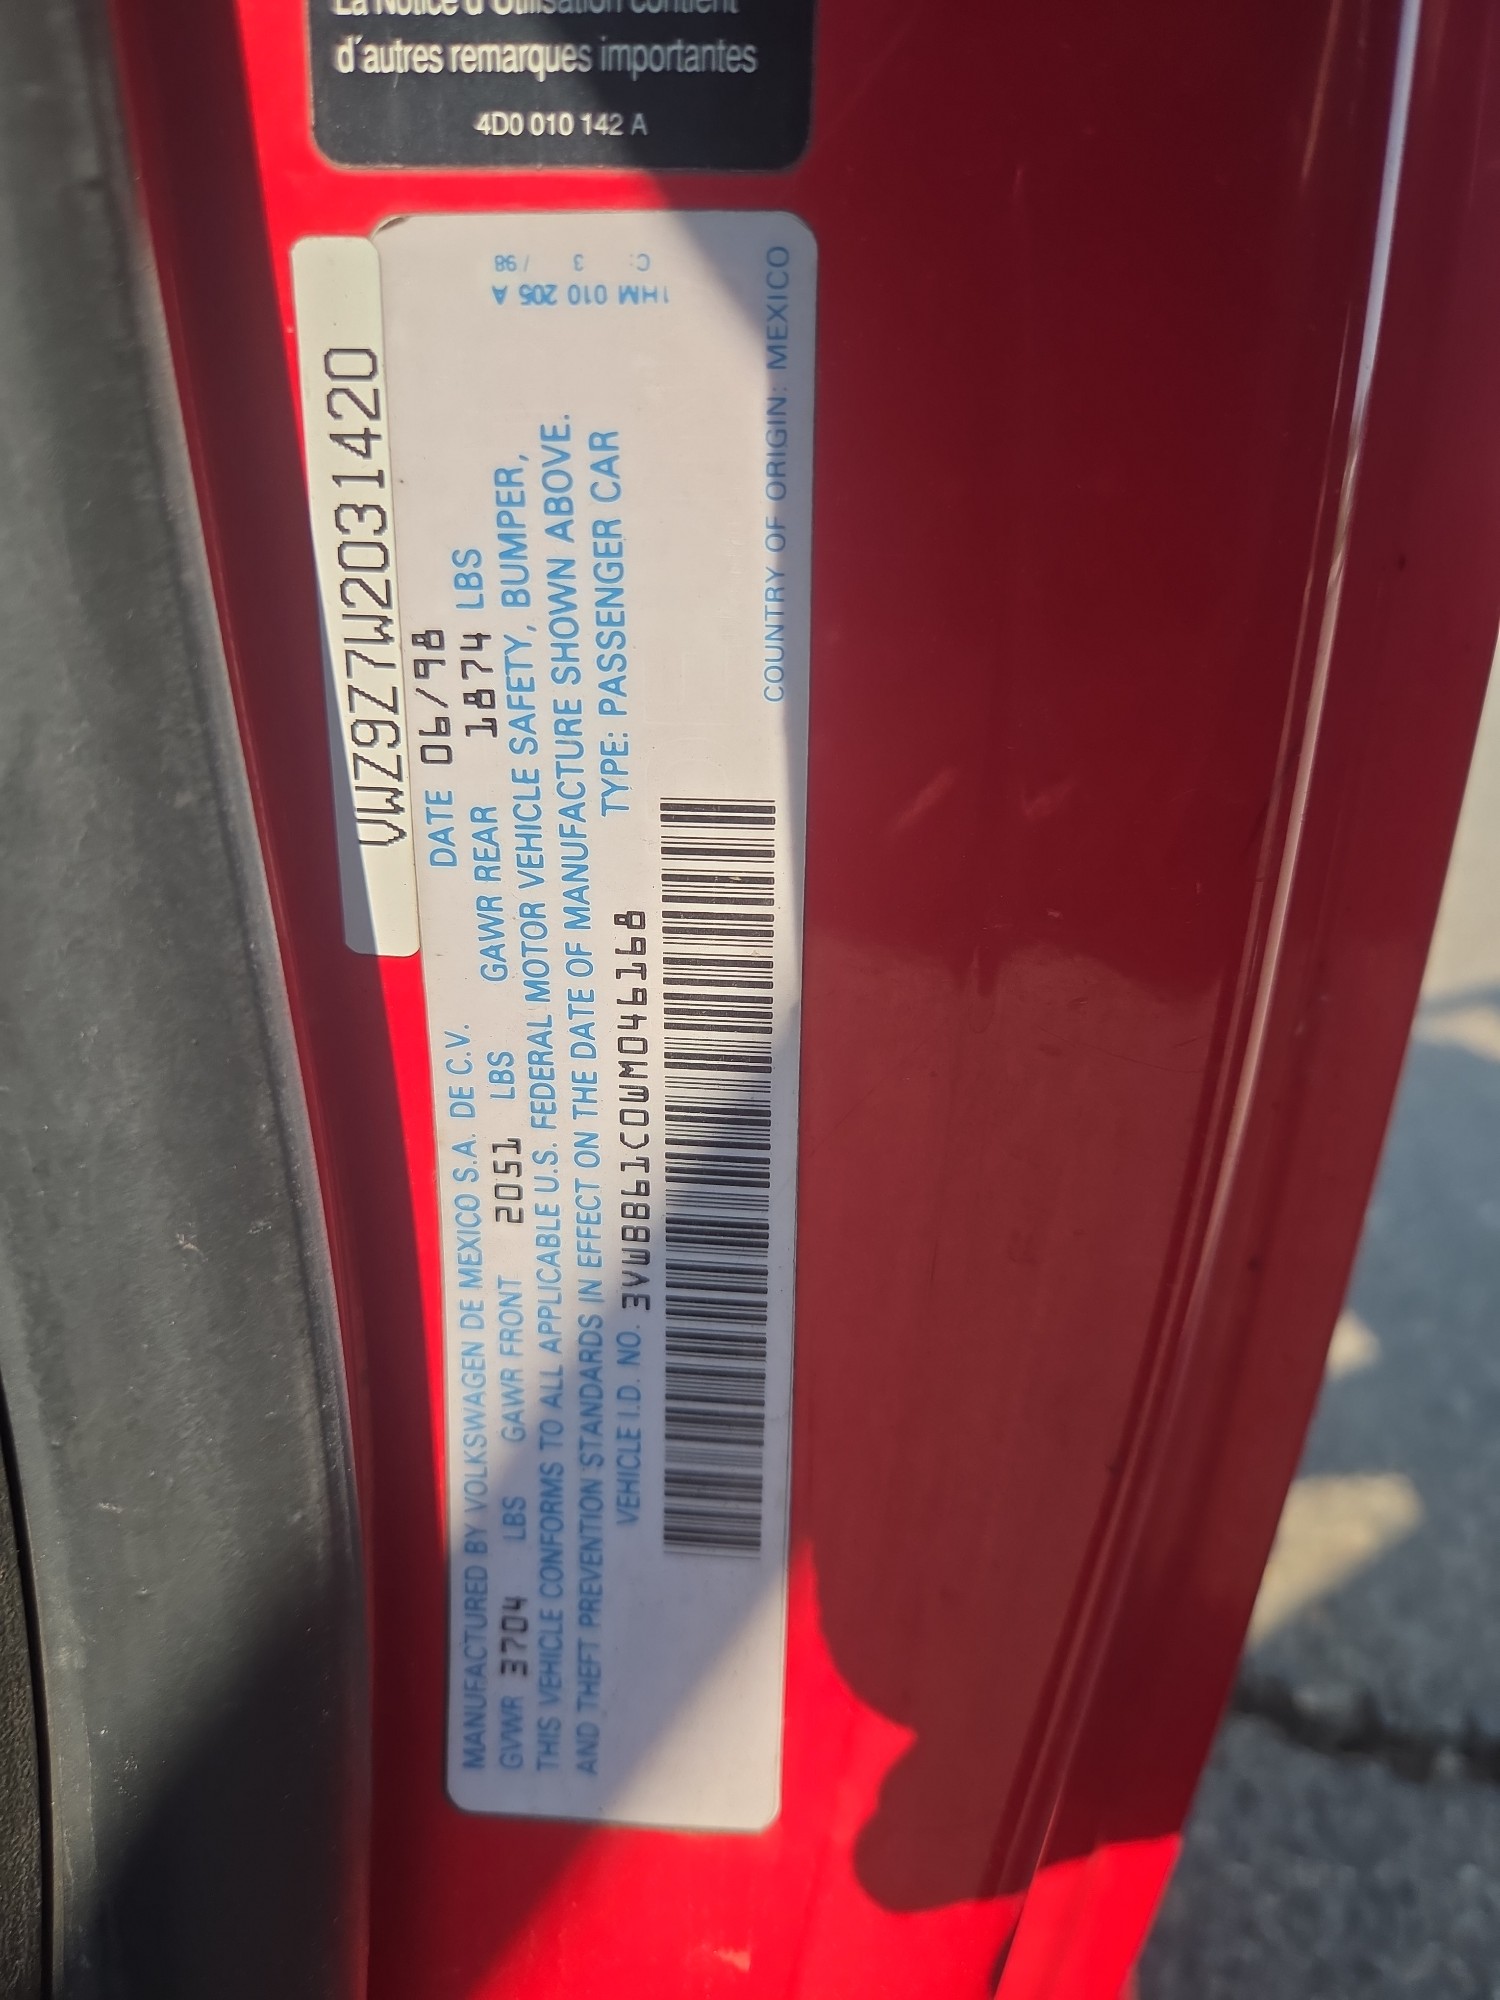 La Notice d'Utilisation contient
d'autres remarques importantes
4D0 010 142 A
VWZ9Z7W2031420
1HM 010 205 A
C: 3 / 98
MANUFACTURED BY VOLKSWAGEN DE MEXICO S.A. DE C.V. DATE 06/98
GVWR 3704 LBS GAWR FRONT 2051 LBS GAWR REAR 1874 LBS
THIS VEHICLE CONFORMS TO ALL APPLICABLE U.S. FEDERAL MOTOR VEHICLE SAFETY, BUMPER,
AND THEFT PREVENTION STANDARDS IN EFFECT ON THE DATE OF MANUFACTURE SHOWN ABOVE.
VEHICLE I.D. NO. 3VWBB61C0WM046168 TYPE: PASSENGER CAR
COUNTRY OF ORIGIN: MEXICO